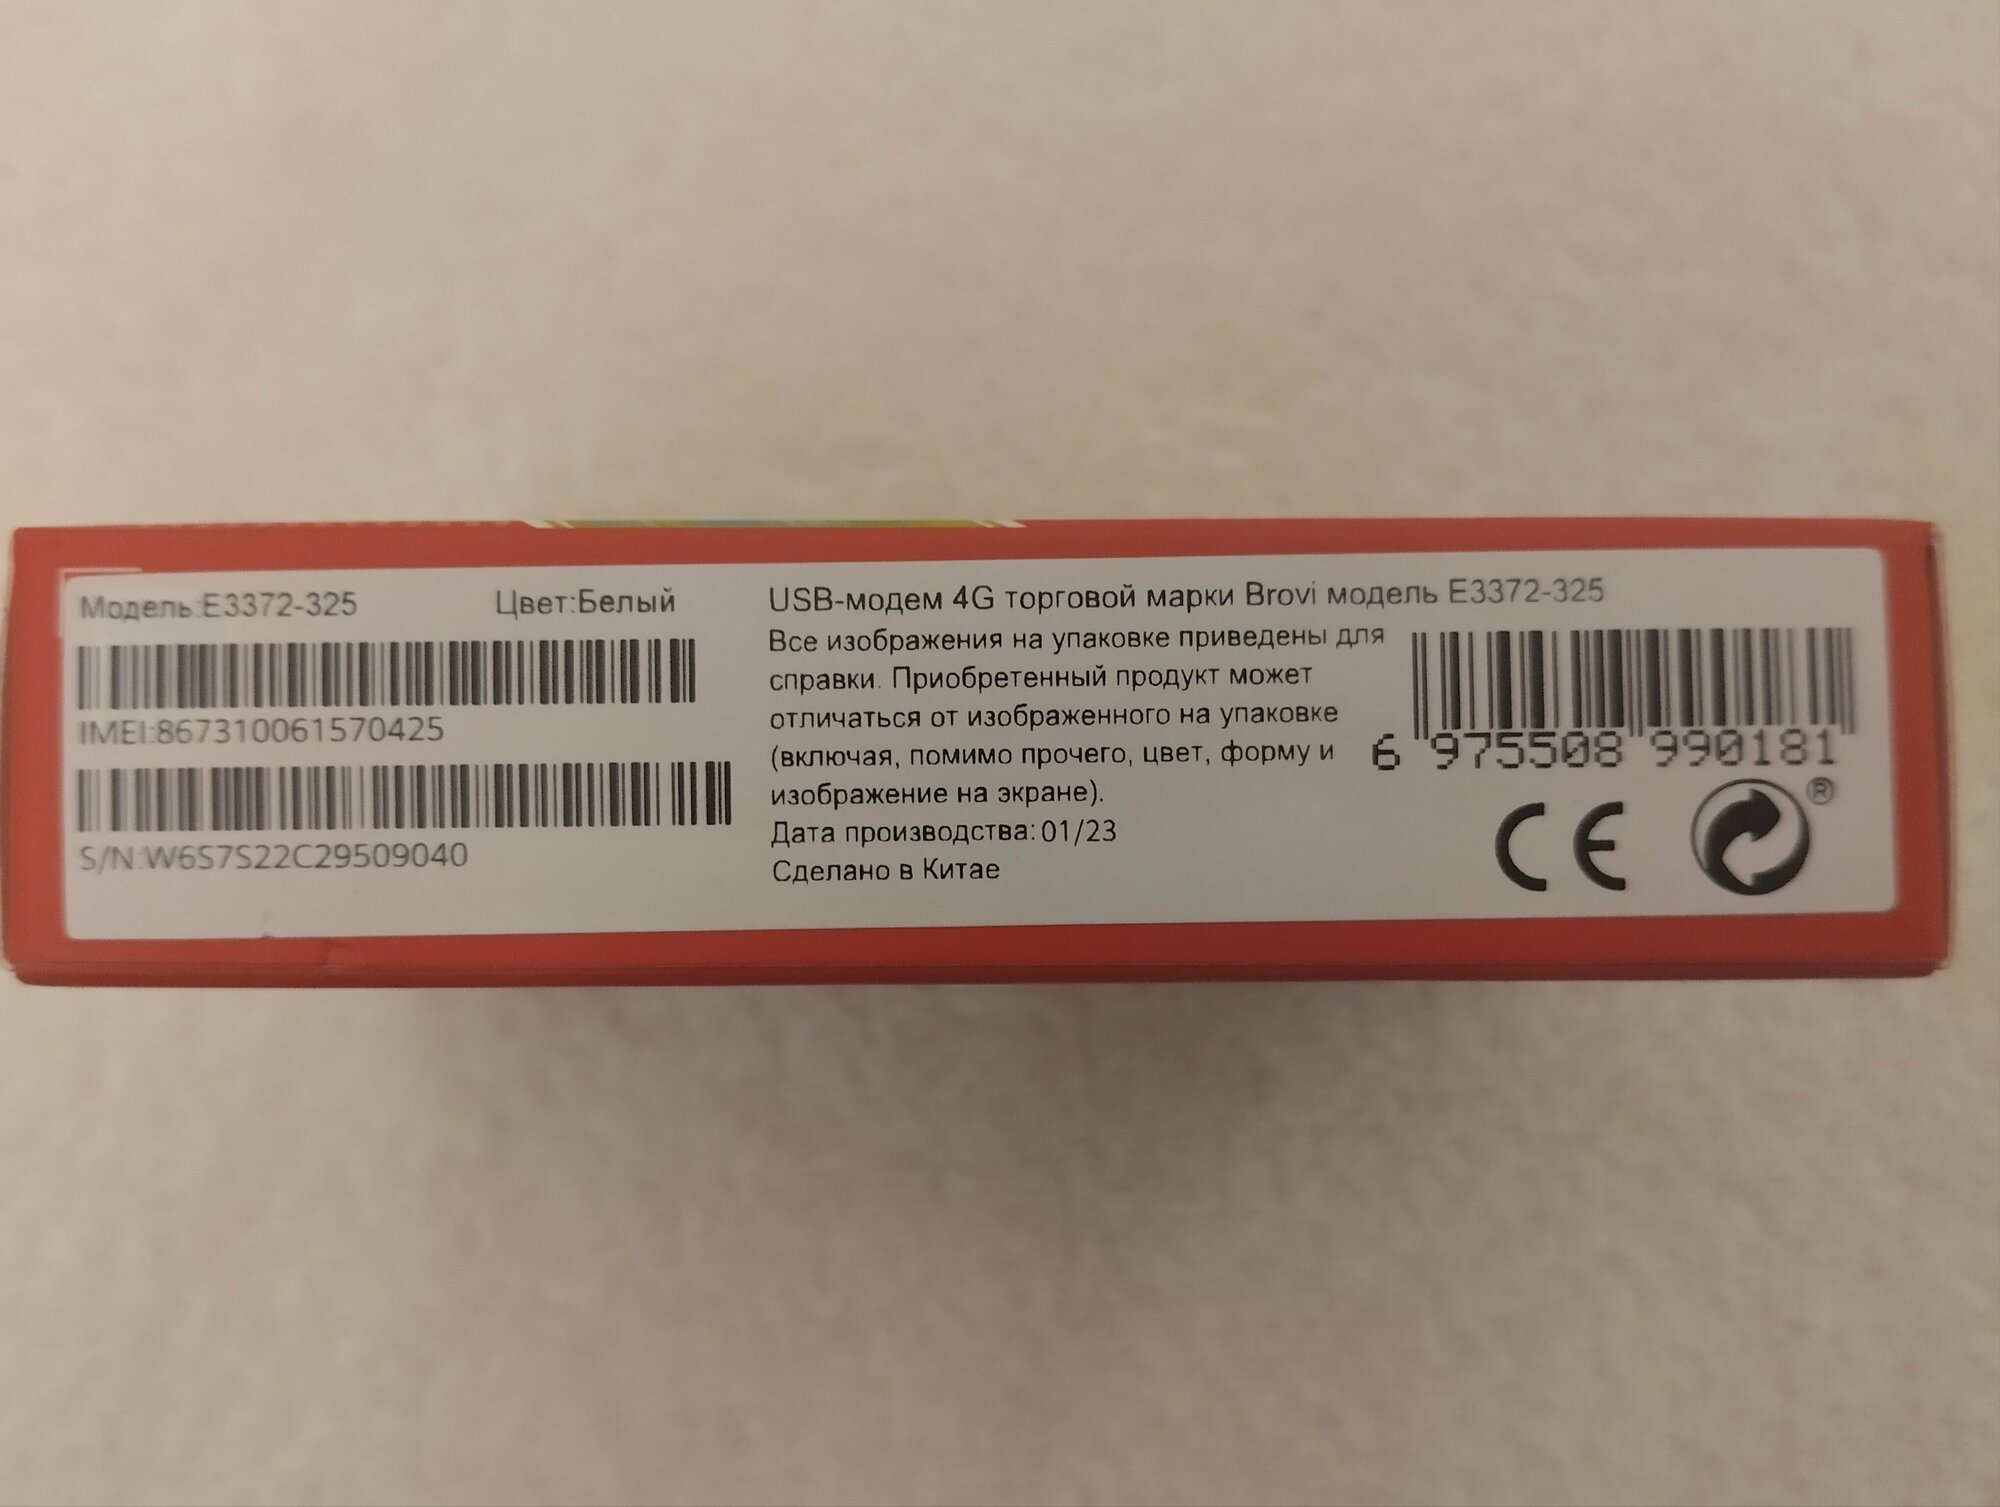 Модель:E3372-325 Цвет:Белый
IMEI:867310061570425
S/N:W6S7S22C29509040
USB-модем 4G торговой марки Brovi модель E3372-325
Все изображения на упаковке приведены для
справки. Приобретенный продукт может
отличаться от изображенного на упаковке
(включая, помимо прочего, цвет, форму и
изображение на экране).
Дата производства: 01/23
Сделано в Китае
6 975508 990181
CE
®